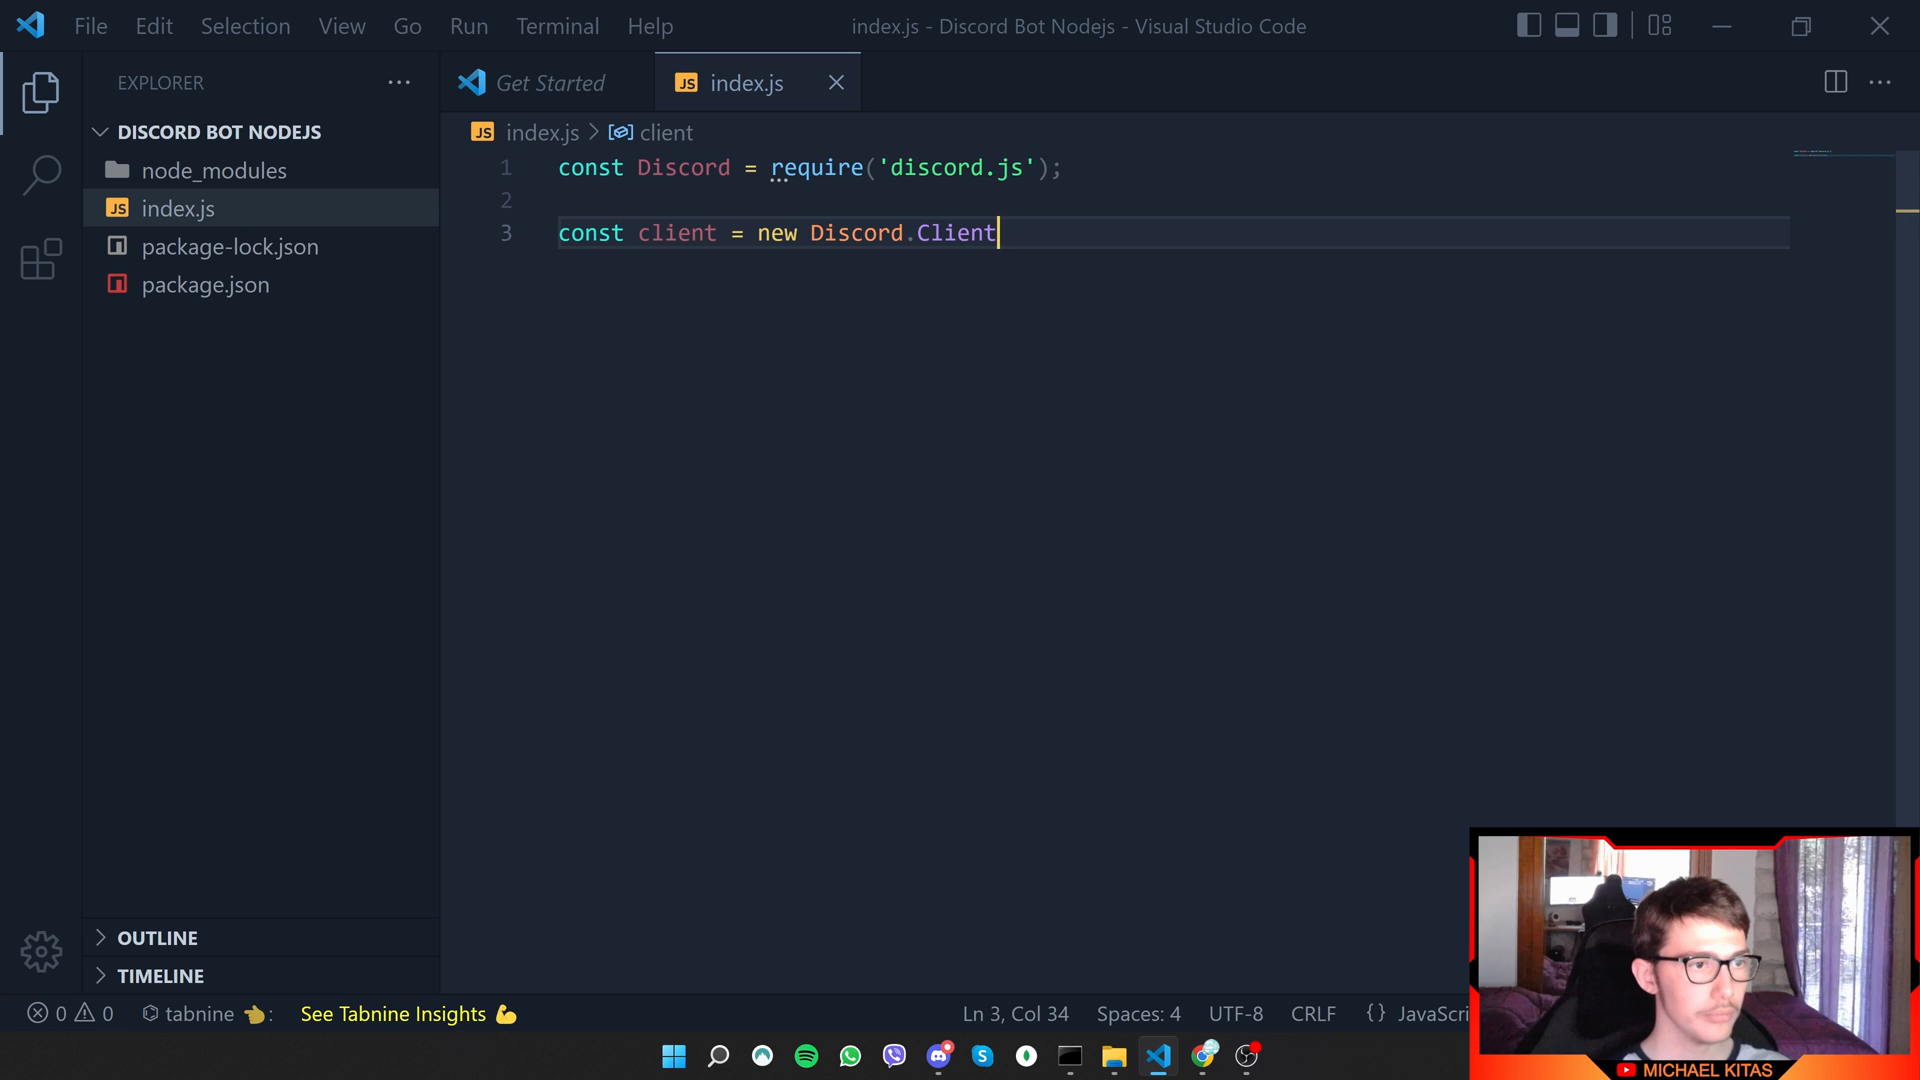 File Edit Selection View Go Run Terminal Help
index.js - Discord Bot Nodejs - Visual Studio Code
EXPLORER
Get Started
JS index.js
DISCORD BOT NODEJS
JS index.js > client
node_modules
1 const Discord = require('discord.js');
JS index.js
2
3 const client = new Discord.Client
package-lock.json
package.json
OUTLINE
TIMELINE
0 0 tabnine : See Tabnine Insights
Ln 3, Col 34 Spaces: 4 UTF-8 CRLF {} JavaScri
MICHAEL KITAS